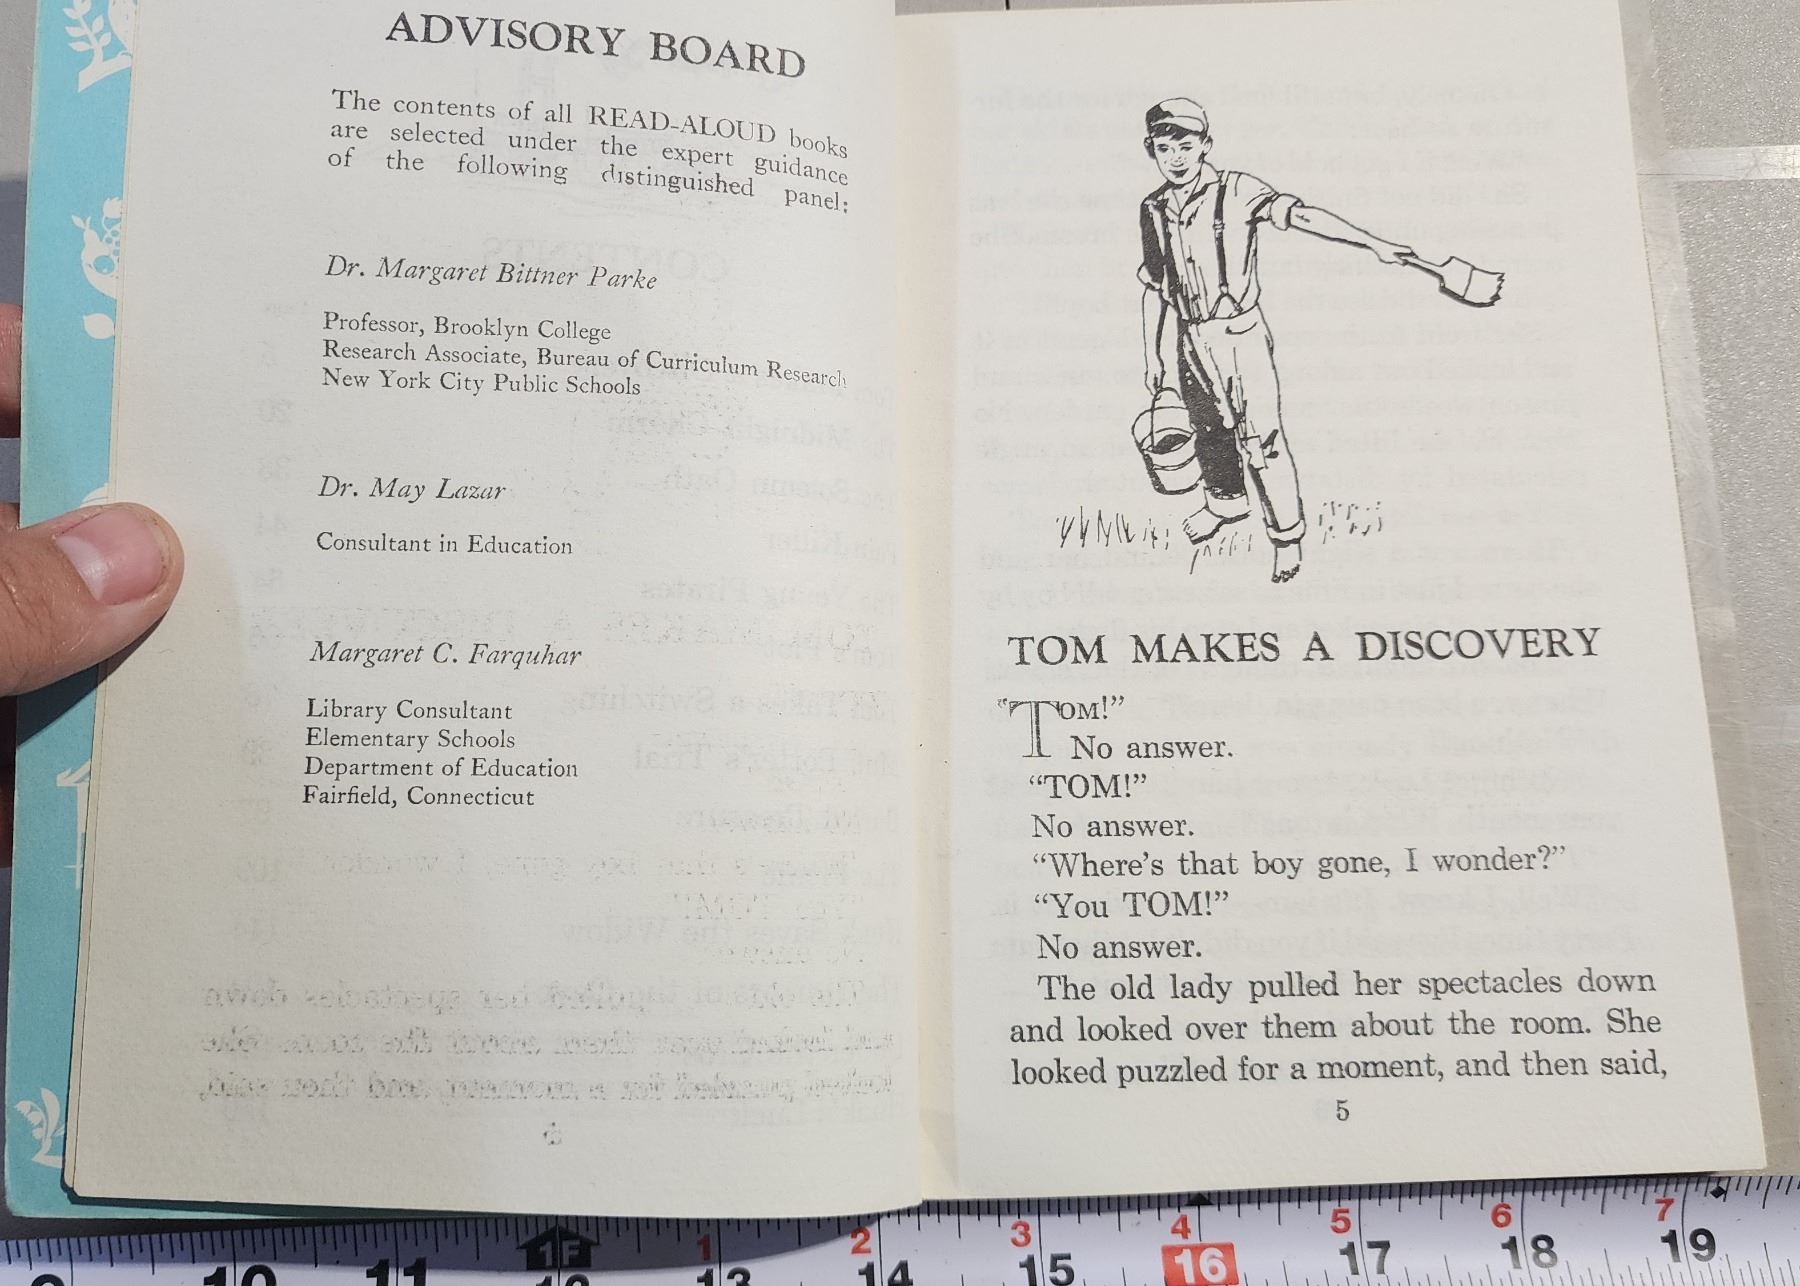 ADVISORY BOARD
The contents of all READ-ALOUD books
are selected under the expert guidance
of the following distinguished panel:
Dr. Margaret Bittner Parke
Professor, Brooklyn College
Research Associate, Bureau of Curriculum Research
New York City Public Schools
Dr. May Lazar
Consultant in Education
Margaret C. Farquhar
Library Consultant
Elementary Schools
Department of Education
Fairfield, Connecticut
TOM MAKES A DISCOVERY
“TOM!”
No answer.
“TOM!”
No answer.
“Where’s that boy gone, I wonder?”
“You TOM!”
No answer.
The old lady pulled her spectacles down
and looked over them about the room. She
looked puzzled for a moment, and then said,
5
1F 1 2 3 4 5 6 7
10 11 13 14 15 16 17 18 19